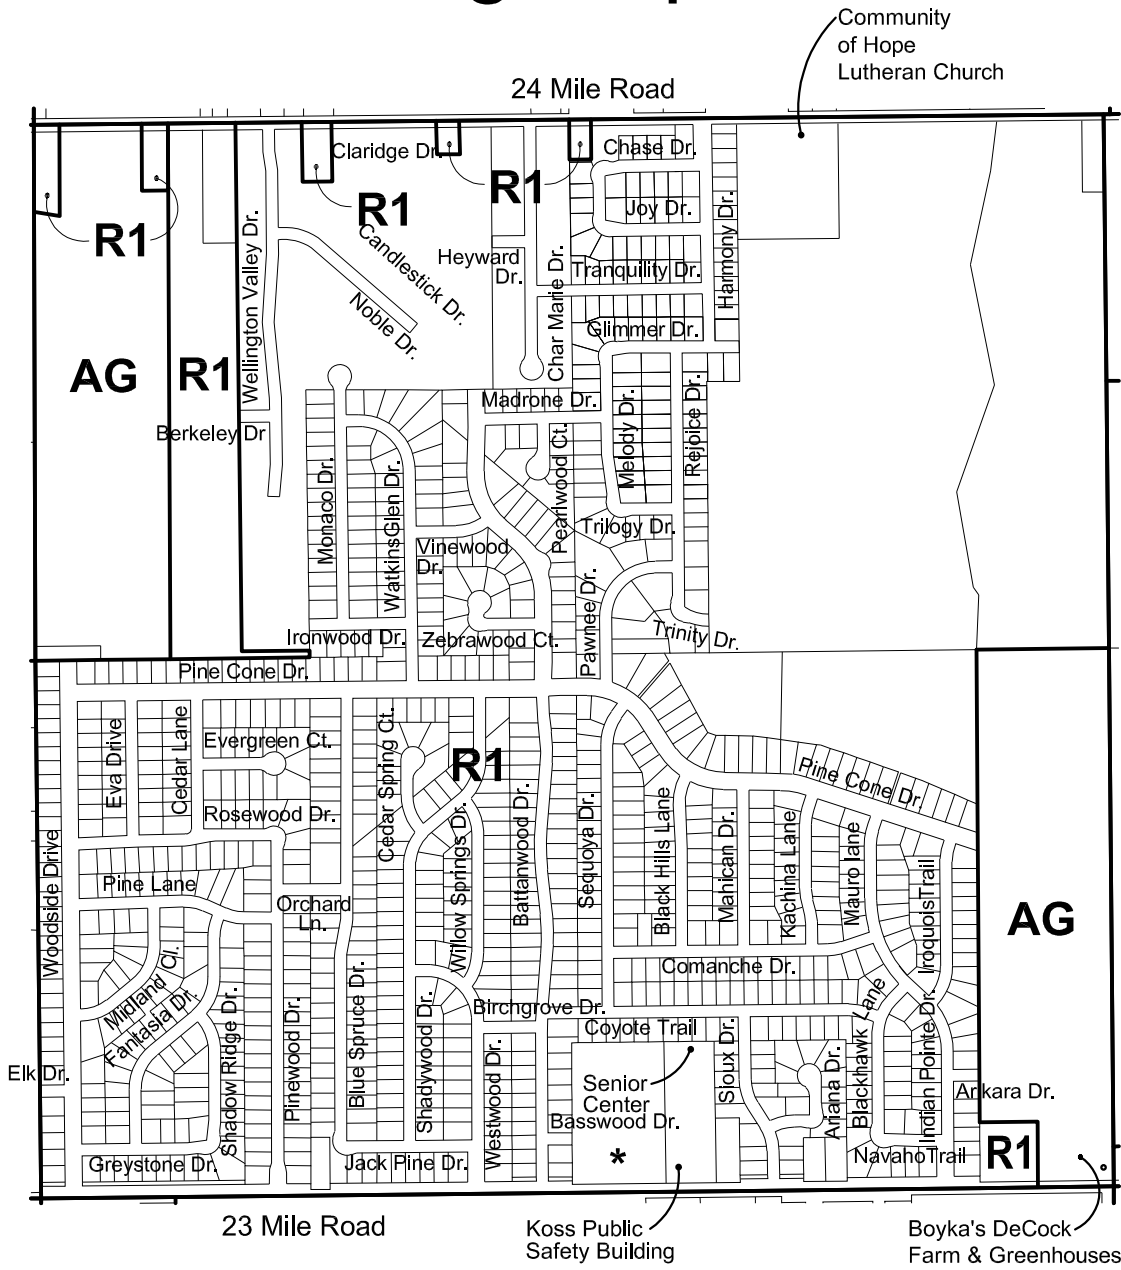 Community
of Hope
Lutheran Church
24 Mile Road
Claridge Dr.
Chase Dr.
R1
R1
R1
Joy Dr.
Wellington Valley Dr.
Candlestick Dr.
Heyward
Dr.
Char Marie Dr.
Tranquility Dr.
Harmony Dr.
Noble Dr.
Glimmer Dr.
AG
R1
Madrone Dr.
Berkeley Dr
Monaco Dr.
WatkinsGlen Dr.
Pearlwood Ct.
Melody Dr.
Rejoice Dr.
Vinewood
Dr.
Trilogy Dr.
Pawnee Dr.
Ironwood Dr.
Zebrawood Ct.
Trinity Dr.
Pine Cone Dr.
Eva Drive
Cedar Lane
Evergreen Ct.
Cedar Spring Ct.
R1
Pine Cone Dr.
Rosewood Dr.
Woodside Drive
Willow Springs Dr.
Battanwood Dr.
Sequoya Dr.
Black Hills Lane
Mahican Dr.
Kachina Lane
Mauro lane
IroquoisTrail
Pine Lane
Orchard
Ln.
AG
Midland Cl.
Fantasia Dr.
Comanche Dr.
Shadow Ridge Dr.
Pinewood Dr.
Blue Spruce Dr.
Shadywood Dr.
Birchgrove Dr.
Coyote Trail
Westwood Dr.
Sioux Dr.
Ariana Dr.
Blackhawk Lane
Indian Pointe Dr.
Elk Dr.
Senior
Center
Basswood Dr.
Arikara Dr.
*
Greystone Dr.
Jack Pine Dr.
NavahoTrail
R1
23 Mile Road
Koss Public
Safety Building
Boyka's DeCock
Farm & Greenhouses